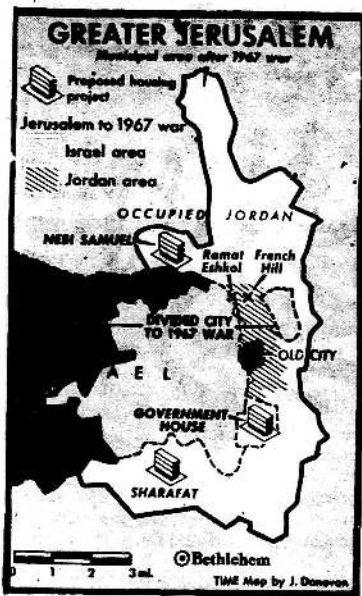 GREATER JERUSALEM
Municipal area after 1967 war
Proposed housing
project
Jerusalem to 1967 war
Israel area
Jordan area
OCCUPIED JORDAN
NEBI SAMUEL
Ramat
Eshkol
French
Hill
DIVIDED CITY
TO 1967 WAR
OLD CITY
A E L
GOVERNMENT
HOUSE
SHARAFAT
0 1 2 3 mi.
Bethlehem
TIME Map by J. Donovan